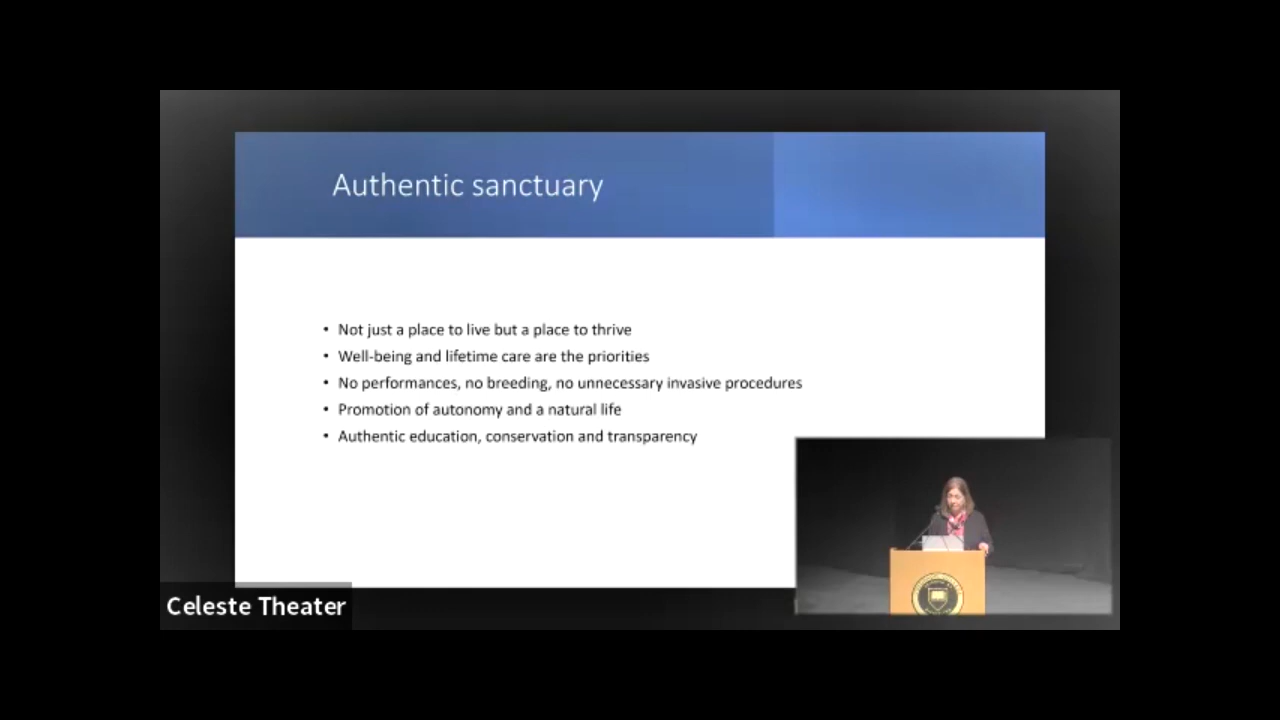 Authentic sanctuary
• Not just a place to live but a place to thrive
• Well-being and lifetime care are the priorities
• No performances, no breeding, no unnecessary invasive procedures
• Promotion of autonomy and a natural life
• Authentic education, conservation and transparency
Celeste Theater